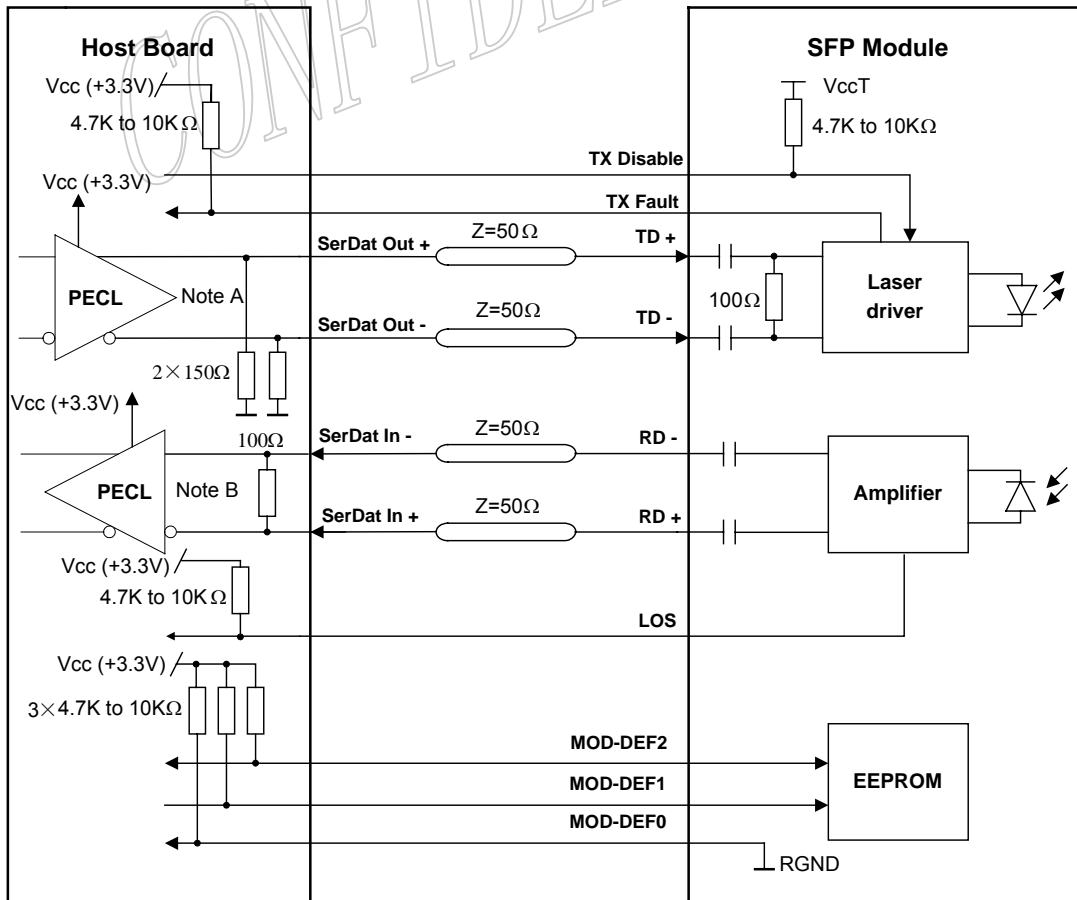 CONFIDE
Host Board
SFP Module
Vcc (+3.3V)
4.7K to 10KΩ
VccT
4.7K to 10KΩ
TX Disable
Vcc (+3.3V)
TX Fault
SerDat Out +
Z=50Ω
TD +
PECL
Note A
100Ω
Laser
driver
SerDat Out -
Z=50Ω
TD -
2×150Ω
Vcc (+3.3V)
100Ω
SerDat In -
Z=50Ω
RD -
PECL
Note B
Amplifier
SerDat In +
Z=50Ω
RD +
Vcc (+3.3V)
4.7K to 10KΩ
LOS
Vcc (+3.3V)
3×4.7K to 10KΩ
MOD-DEF2
MOD-DEF1
EEPROM
MOD-DEF0
RGND